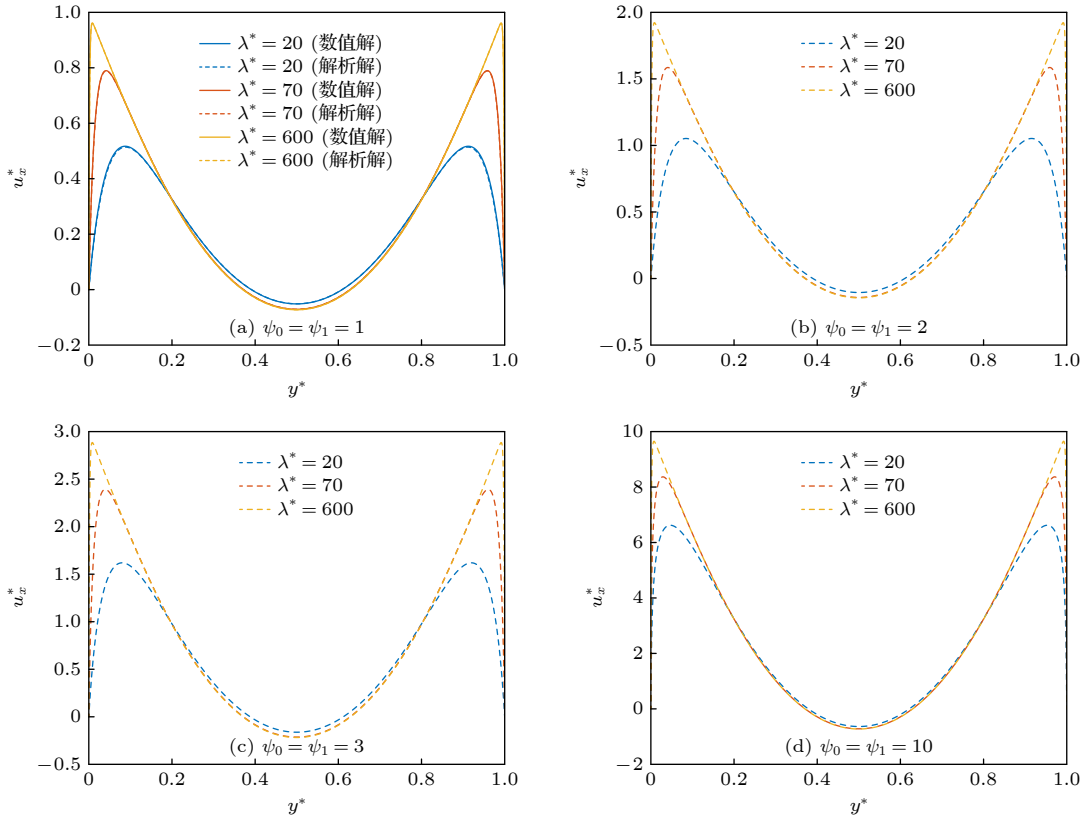 1.0
0.8
0.6
0.4
0.2
0
−0.2
u*x
λ* = 20 (数值解)
λ* = 20 (解析解)
λ* = 70 (数值解)
λ* = 70 (解析解)
λ* = 600 (数值解)
λ* = 600 (解析解)
(a) ψ0 = ψ1 = 1
0 0.2 0.4 0.6 0.8 1.0
y*
2.0
1.5
1.0
0.5
0
−0.5
u*x
λ* = 20
λ* = 70
λ* = 600
(b) ψ0 = ψ1 = 2
0 0.2 0.4 0.6 0.8 1.0
y*
3.0
2.5
2.0
1.5
1.0
0.5
0
−0.5
u*x
λ* = 20
λ* = 70
λ* = 600
(c) ψ0 = ψ1 = 3
0 0.2 0.4 0.6 0.8 1.0
y*
10
8
6
4
2
0
−2
u*x
λ* = 20
λ* = 70
λ* = 600
(d) ψ0 = ψ1 = 10
0 0.2 0.4 0.6 0.8 1.0
y*